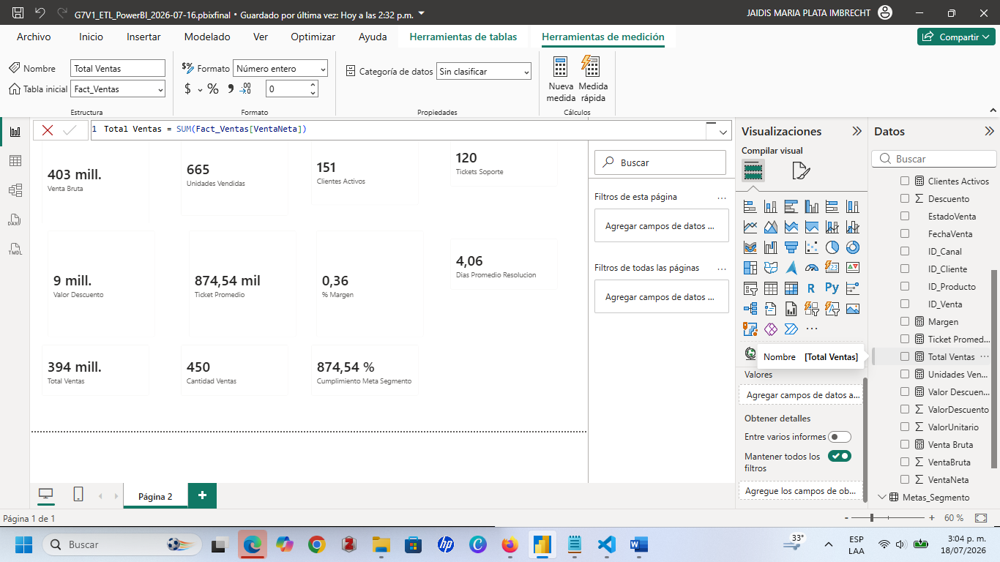 G7V1_ETL_PowerBI_2026-07-16.pbixfinal • Guardado por última vez: Hoy a las 2:32 p.m.
JAIDIS MARIA PLATA IMBRECHT
Archivo Inicio Insertar Modelado Ver Optimizar Ayuda Herramientas de tablas Herramientas de medición
Compartir
Nombre Total Ventas
Tabla inicial Fact_Ventas
Estructura
Formato Número entero
$ % 0
Formato
Categoría de datos Sin clasificar
Propiedades
Nueva medida
Medida rápida
Cálculos
1 Total Ventas = SUM(Fact_Ventas[VentaNeta])
403 mill.
Venta Bruta
665
Unidades Vendidas
151
Clientes Activos
120
Tickets Soporte
9 mill.
Valor Descuento
874,54 mil
Ticket Promedio
0,36
% Margen
4,06
Dias Promedio Resolucion
394 mill.
Total Ventas
450
Cantidad Ventas
874,54 %
Cumplimiento Meta Segmento
Buscar
Filtros de esta página ...
Agregar campos de datos ...
Filtros de todas las páginas ...
Agregar campos de datos ...
Visualizaciones
Compilar visual
R
Py
123
Nombre [Total Ventas]
Valores
Agregar campos de datos a...
Obtener detalles
Entre varios informes
Mantener todos los
filtros
Agregue los campos de ob...
Datos
Buscar
Clientes Activos
Descuento
EstadoVenta
FechaVenta
ID_Canal
ID_Cliente
ID_Producto
ID_Venta
Margen
Ticket Promed...
Total Ventas ...
Unidades Ven...
Valor Descuen...
ValorDescuento
ValorUnitario
Venta Bruta
VentaBruta
VentaNeta
Metas_Segmento
DAX
TMDL
Página 2
+
Página 1 de 1
- + 60 %
Buscar
hp
33°
ESP
LAA
3:04 p. m.
18/07/2026